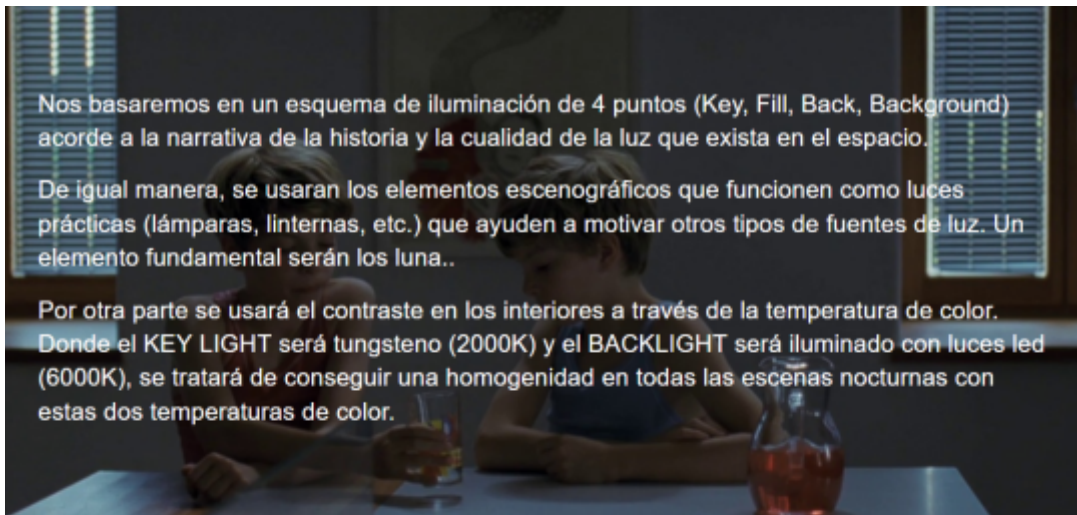 Nos basaremos en un esquema de iluminación de 4 puntos (Key, Fill, Back, Background)
acorde a la narrativa de la historia y la cualidad de la luz que exista en el espacio.
De igual manera, se usaran los elementos escenográficos que funcionen como luces
prácticas (lámparas, linternas, etc.) que ayuden a motivar otros tipos de fuentes de luz. Un
elemento fundamental serán los luna..
Por otra parte se usará el contraste en los interiores a través de la temperatura de color.
Donde el KEY LIGHT será tungsteno (2000K) y el BACKLIGHT será iluminado con luces led
(6000K), se tratará de conseguir una homogenidad en todas las escenas nocturnas con
estas dos temperaturas de color.